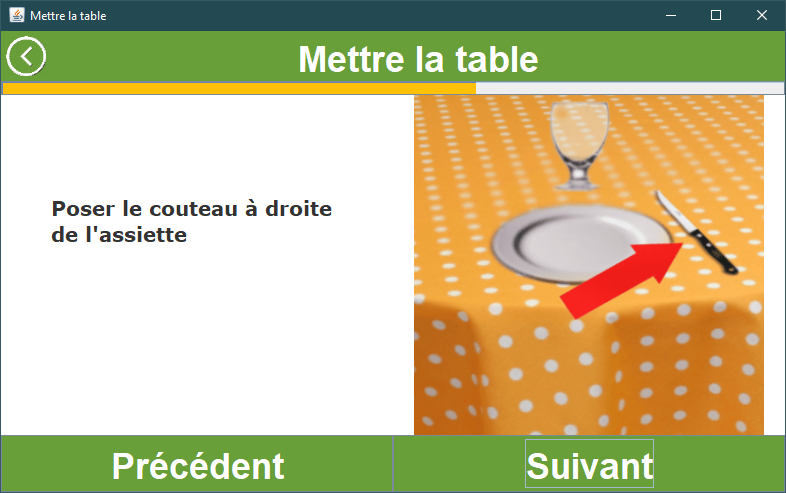 Mettre la table
Mettre la table
Poser le couteau à droite
de l'assiette
Précédent
Suivant